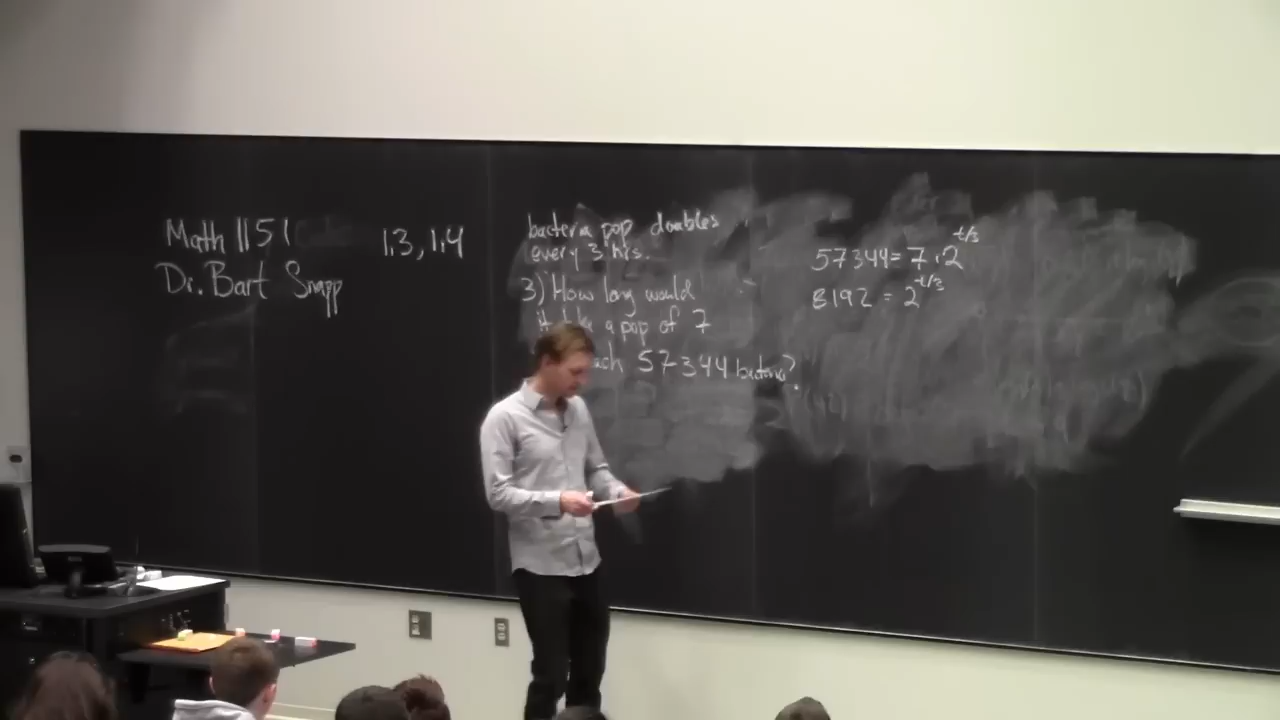 Math 1151
Dr. Bart Snapp
1.3, 1.4
bacteria pop doubles
every 3 hrs.
3) How long would
it a pop of 7
57344 bacteria?
57344 = 7 · 2^t/3
8192 = 2^t/3